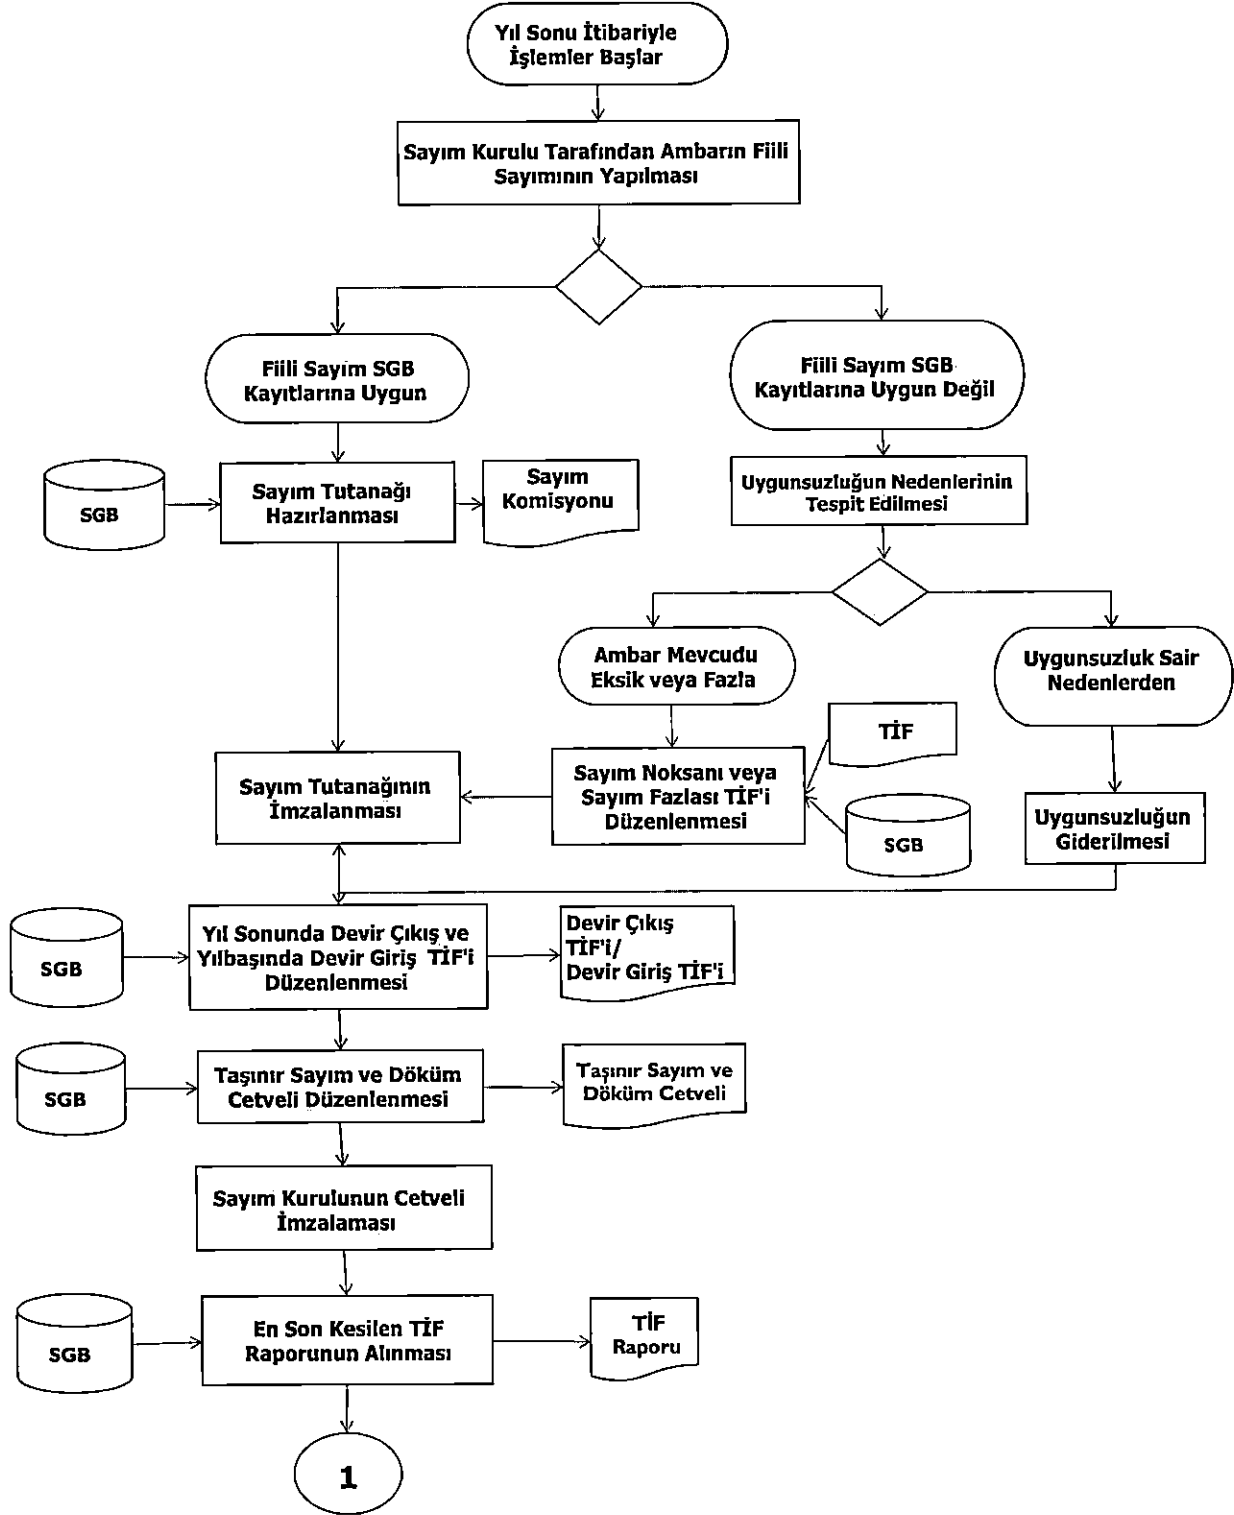 Yıl Sonu İtibariyle
İşlemler Başlar
Sayım Kurulu Tarafından Ambarın Fiili
Sayımının Yapılması
Fiili Sayım SGB
Kayıtlarına Uygun
Fiili Sayım SGB
Kayıtlarına Uygun Değil
SGB
Sayım Tutanağı
Hazırlanması
Sayım
Komisyonu
Uygunsuzluğun Nedenlerinin
Tespit Edilmesi
Ambar Mevcudu
Eksik veya Fazla
Uygunsuzluk Sair
Nedenlerden
TİF
Sayım Tutanağının
İmzalanması
Sayım Noksanı veya
Sayım Fazlası TİF'i
Düzenlenmesi
SGB
Uygunsuzluğun
Giderilmesi
SGB
Yıl Sonunda Devir Çıkış ve
Yılbaşında Devir Giriş TİF'i
Düzenlenmesi
Devir Çıkış
TİF'i/
Devir Giriş TİF'i
SGB
Taşınır Sayım ve Döküm
Cetveli Düzenlenmesi
Taşınır Sayım ve
Döküm Cetveli
Sayım Kurulunun Cetveli
İmzalaması
SGB
En Son Kesilen TİF
Raporunun Alınması
TİF
Raporu
1